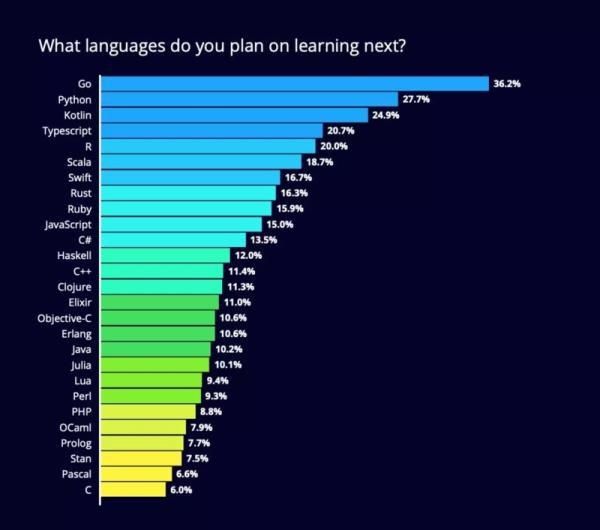 What languages do you plan on learning next?
Go 36.2%
Python 27.7%
Kotlin 24.9%
Typescript 20.7%
R 20.0%
Scala 18.7%
Swift 16.7%
Rust 16.3%
Ruby 15.9%
JavaScript 15.0%
C# 13.5%
Haskell 12.0%
C++ 11.4%
Clojure 11.3%
Elixir 11.0%
Objective-C 10.6%
Erlang 10.6%
Java 10.2%
Julia 10.1%
Lua 9.4%
Perl 9.3%
PHP 8.8%
OCaml 7.9%
Prolog 7.7%
Stan 7.5%
Pascal 6.6%
C 6.0%